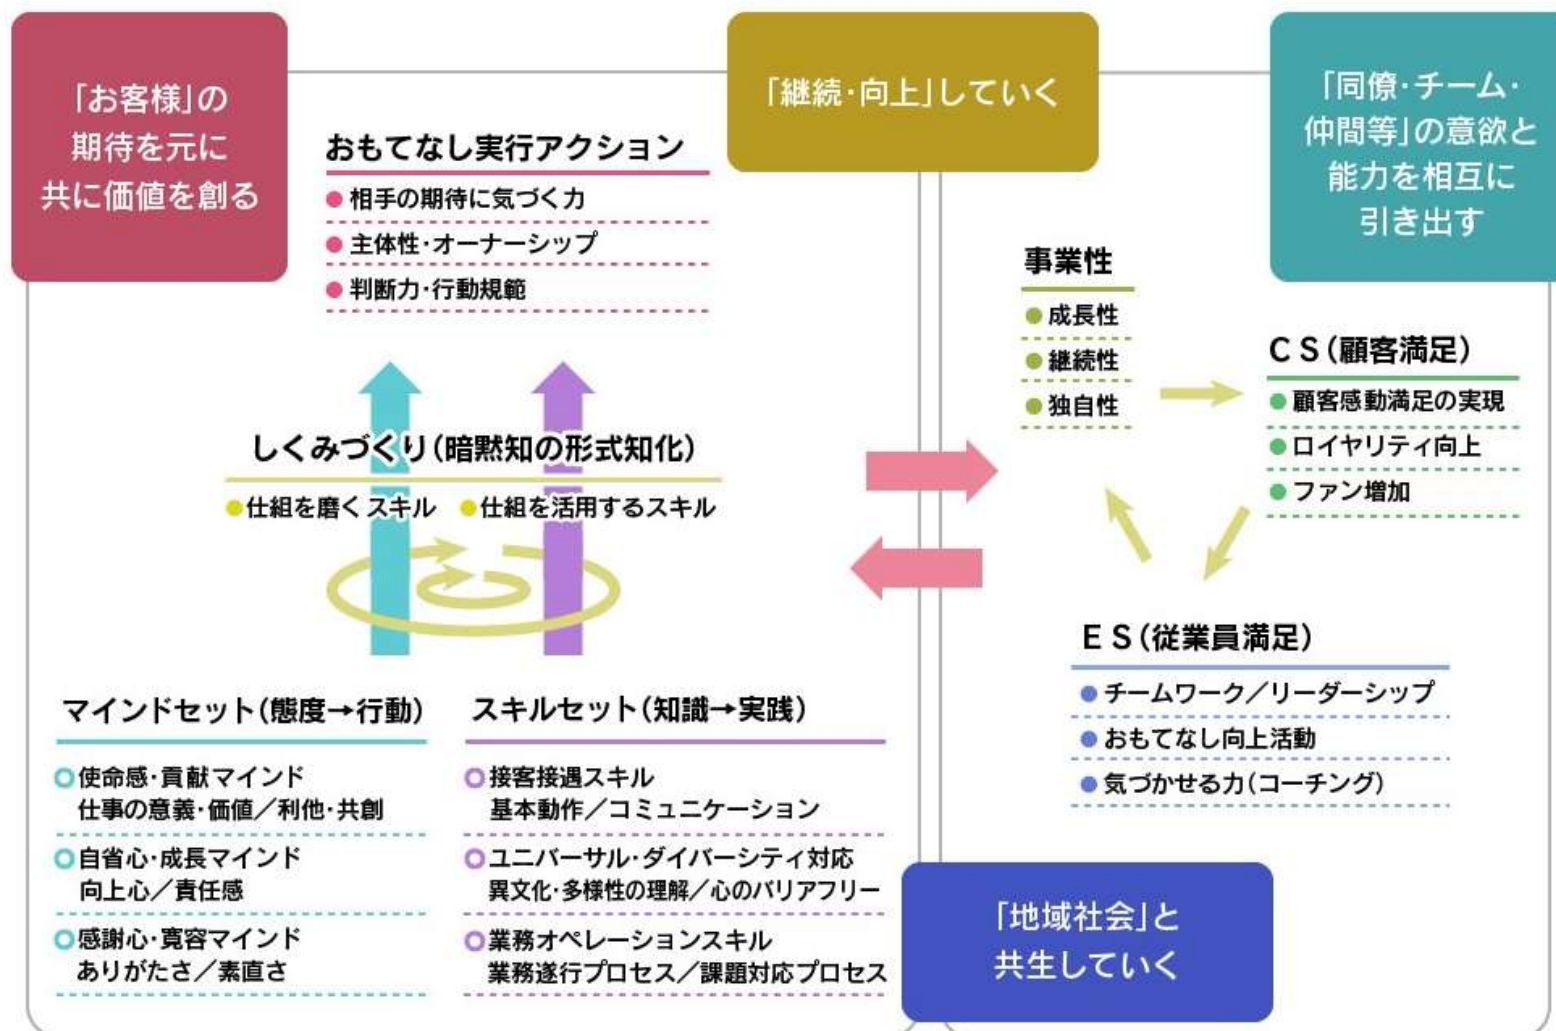 「お客様」の
期待を元に
共に価値を創る
「継続・向上」していく
「同僚・チーム・
仲間等」の意欲と
能力を相互に
引き出す
おもてなし実行アクション
● 相手の期待に気づく力
● 主体性・オーナーシップ
● 判断力・行動規範
しくみづくり（暗黙知の形式知化）
●仕組を磨くスキル ●仕組を活用するスキル
マインドセット（態度→行動）
○使命感・貢献マインド
仕事の意義・価値／利他・共創
○自省心・成長マインド
向上心／責任感
○感謝心・寛容マインド
ありがたさ／素直さ
スキルセット（知識→実践）
○接客接遇スキル
基本動作／コミュニケーション
○ユニバーサル・ダイバーシティ対応
異文化・多様性の理解／心のバリアフリー
○業務オペレーションスキル
業務遂行プロセス／課題対応プロセス
事業性
● 成長性
● 継続性
● 独自性
ＣＳ（顧客満足）
● 顧客感動満足の実現
● ロイヤリティ向上
● ファン増加
ＥＳ（従業員満足）
● チームワーク／リーダーシップ
● おもてなし向上活動
● 気づかせる力（コーチング）
「地域社会」と
共生していく